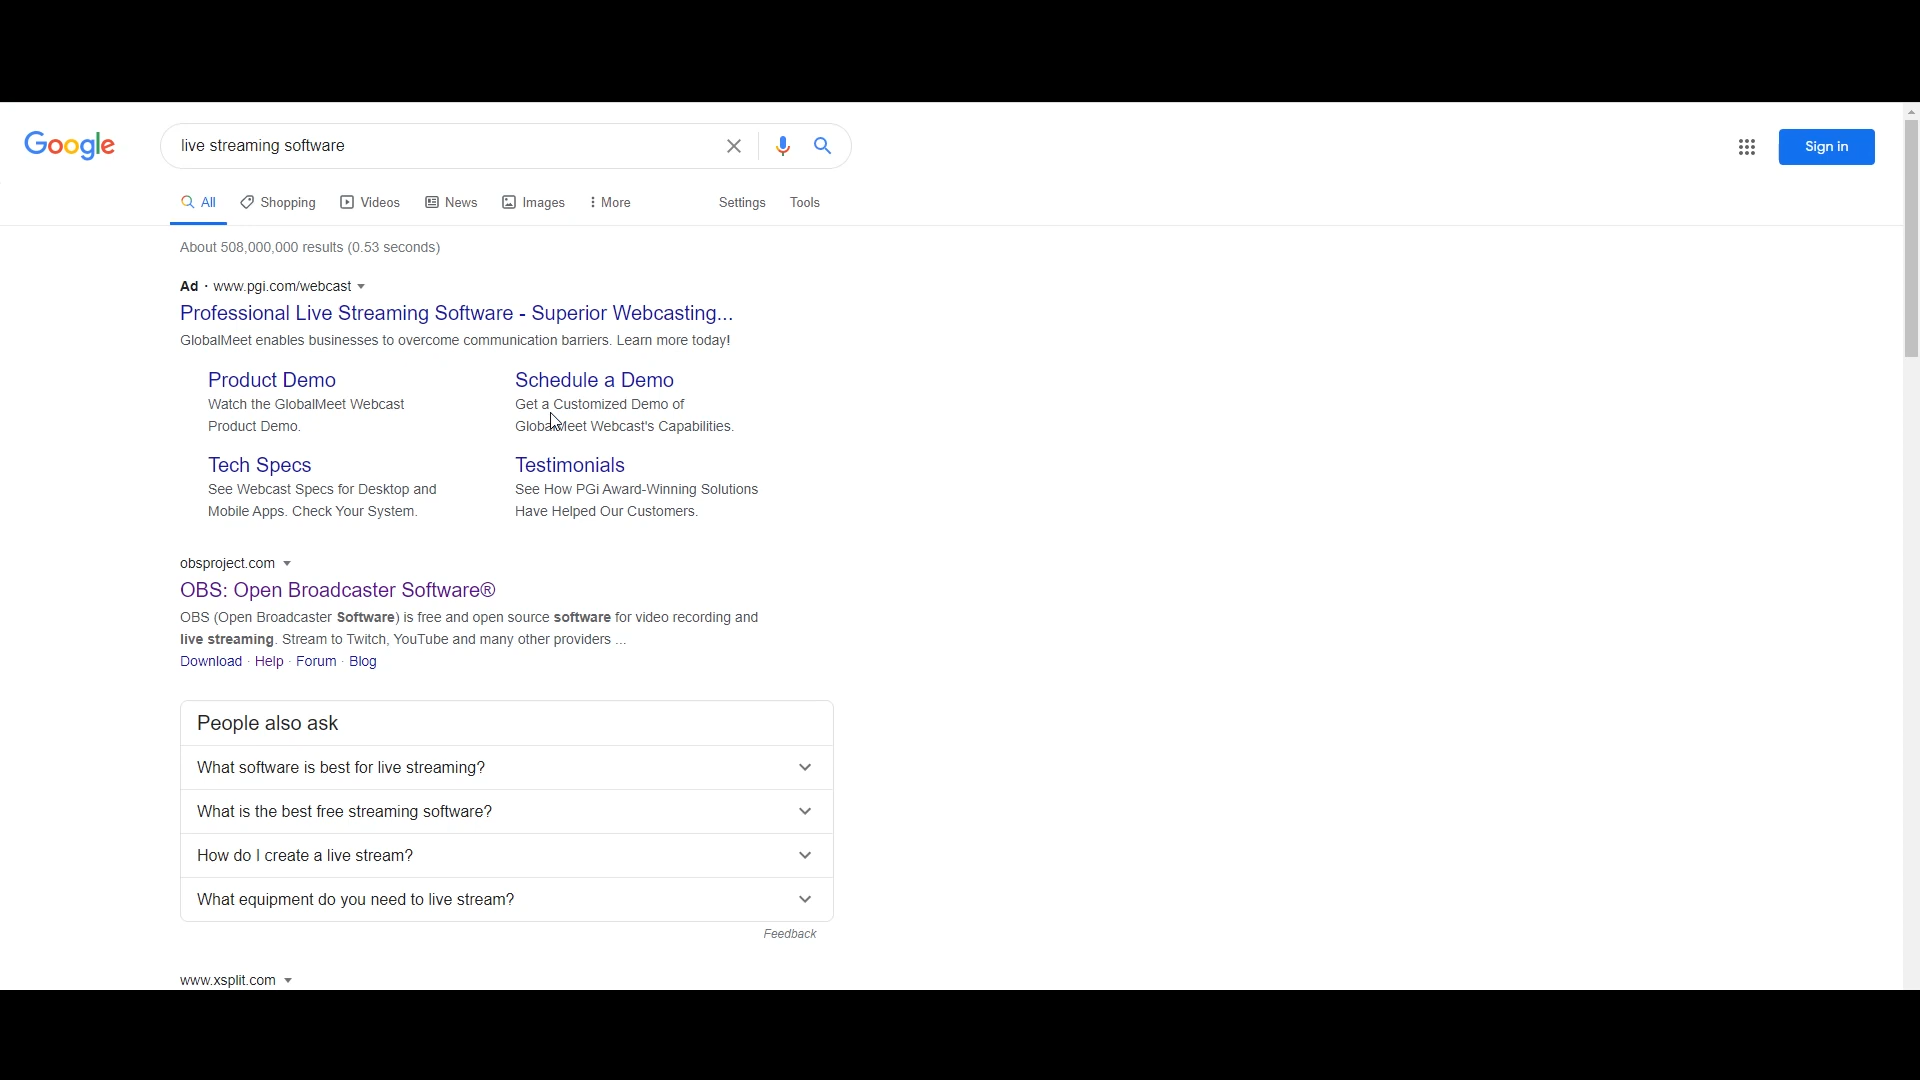 Google
live streaming software
Sign in
All Shopping Videos News Images More Settings Tools
About 508,000,000 results (0.53 seconds)
Ad · www.pgi.com/webcast
Professional Live Streaming Software - Superior Webcasting...
GlobalMeet enables businesses to overcome communication barriers. Learn more today!
Product Demo
Watch the GlobalMeet Webcast
Product Demo.
Schedule a Demo
Get a Customized Demo of
GlobalMeet Webcast's Capabilities.
Tech Specs
See Webcast Specs for Desktop and
Mobile Apps. Check Your System.
Testimonials
See How PGi Award-Winning Solutions
Have Helped Our Customers.
obsproject.com
OBS: Open Broadcaster Software®
OBS (Open Broadcaster Software) is free and open source software for video recording and
live streaming. Stream to Twitch, YouTube and many other providers ...
Download · Help · Forum · Blog
People also ask
What software is best for live streaming?
What is the best free streaming software?
How do I create a live stream?
What equipment do you need to live stream?
Feedback
www.xsplit.com